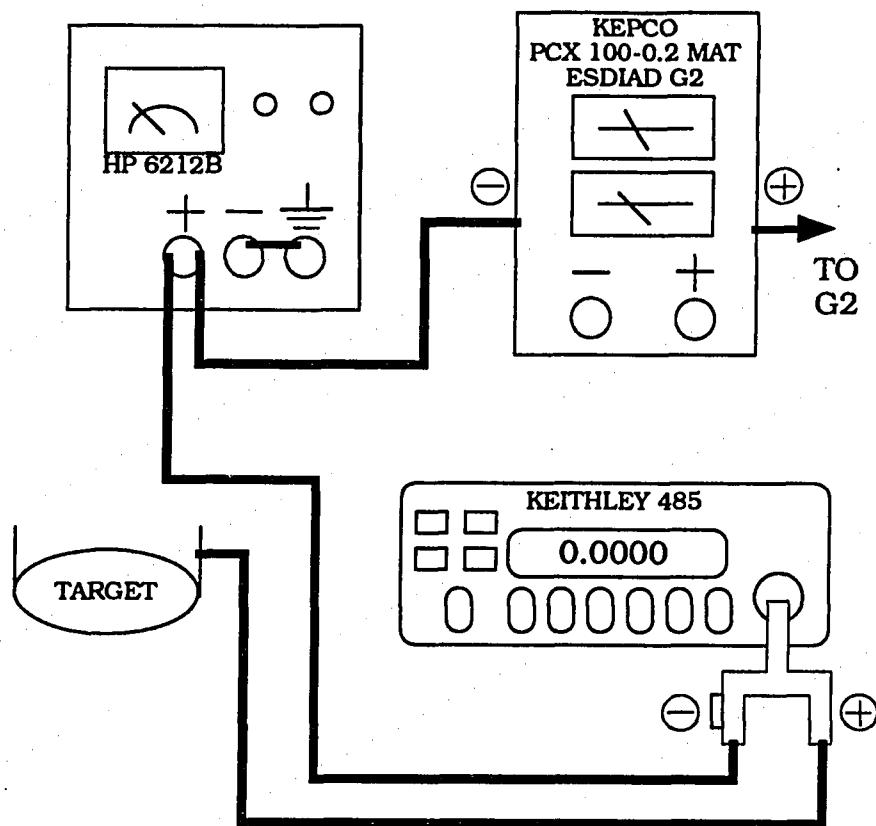 KEPCO
PCX 100-0.2 MAT
ESDIAD G2
HP 6212B
+ −
− +
− +
TO
G2
KEITHLEY 485
0.0000
TARGET
− +